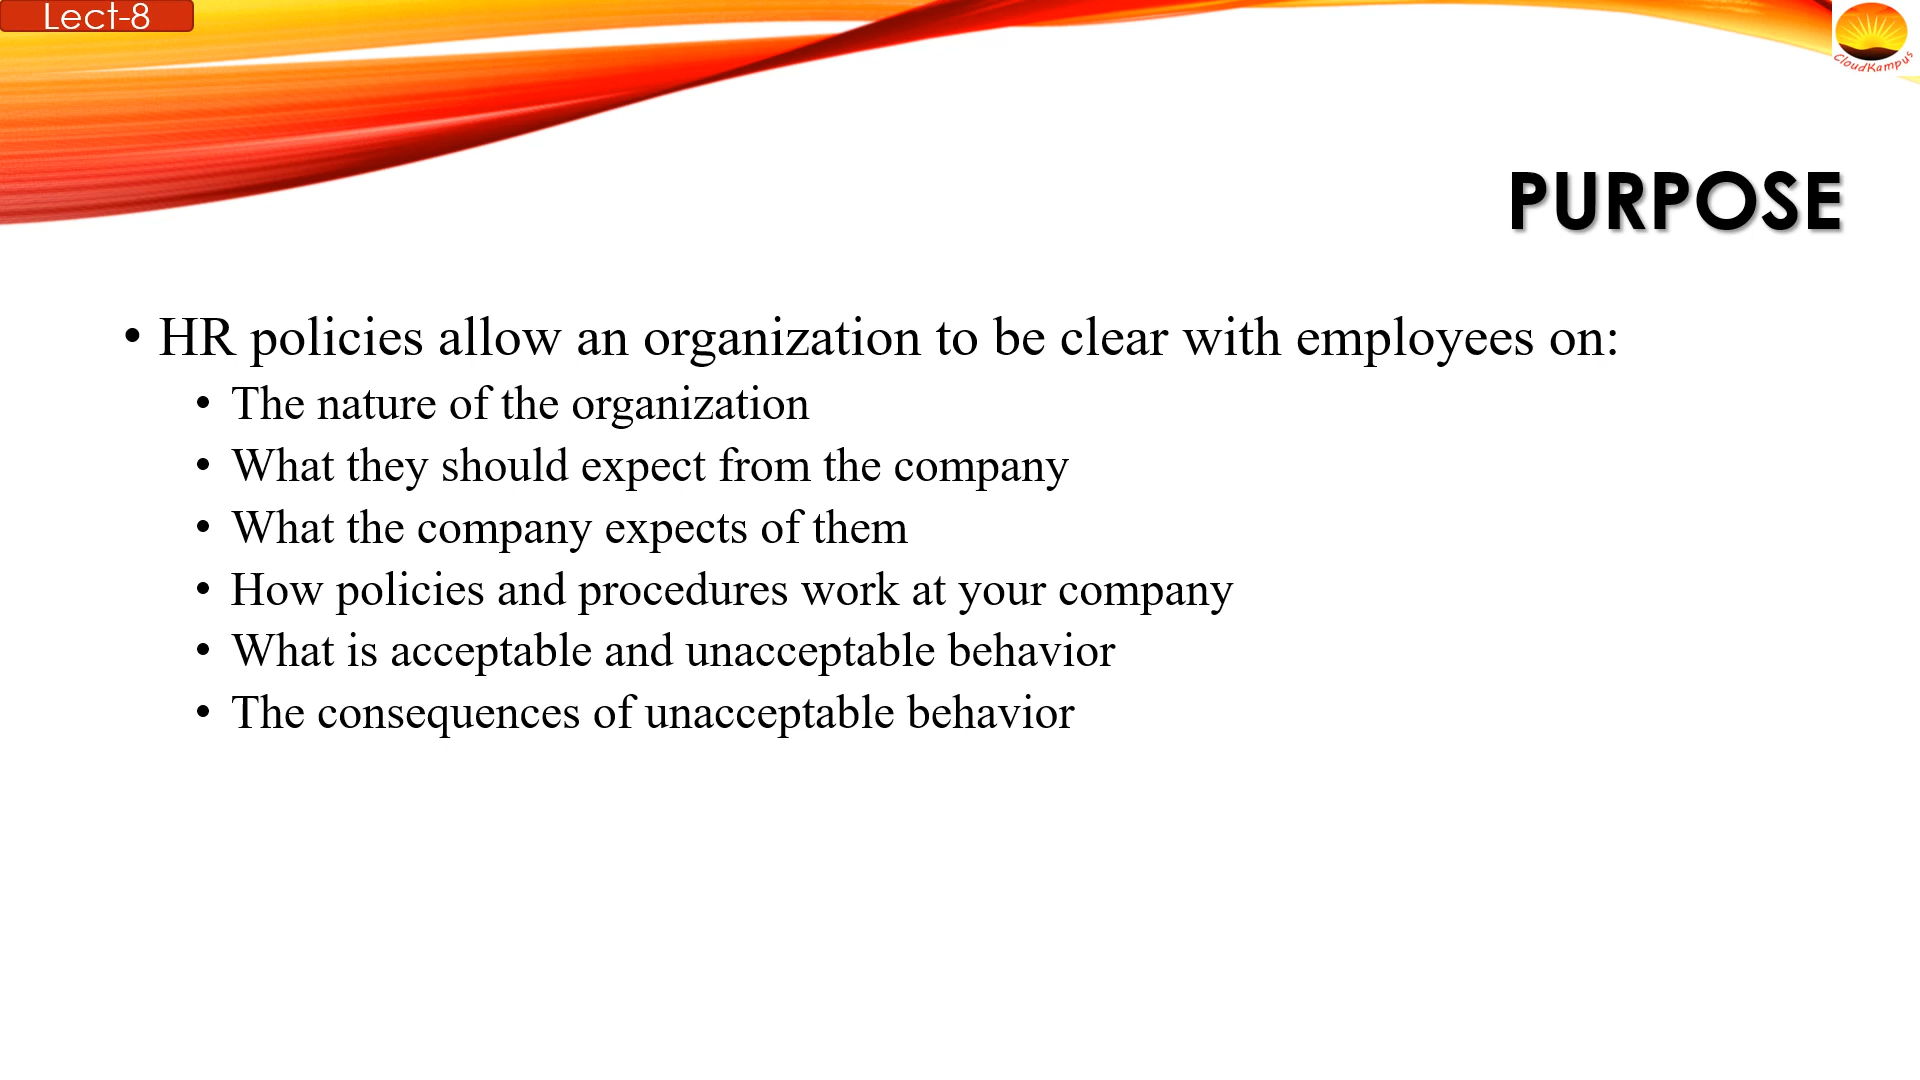 Lect-8
CloudKampus
PURPOSE
• HR policies allow an organization to be clear with employees on:
• The nature of the organization
• What they should expect from the company
• What the company expects of them
• How policies and procedures work at your company
• What is acceptable and unacceptable behavior
• The consequences of unacceptable behavior